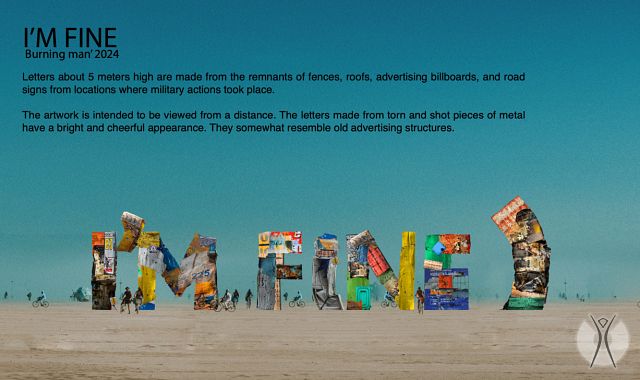 I'M FINE
Burning man' 2024
Letters about 5 meters high are made from the remnants of fences, roofs, advertising billboards, and road
signs from locations where military actions took place.
The artwork is intended to be viewed from a distance. The letters made from torn and shot pieces of metal
have a bright and cheerful appearance. They somewhat resemble old advertising structures.
I'M FINE )